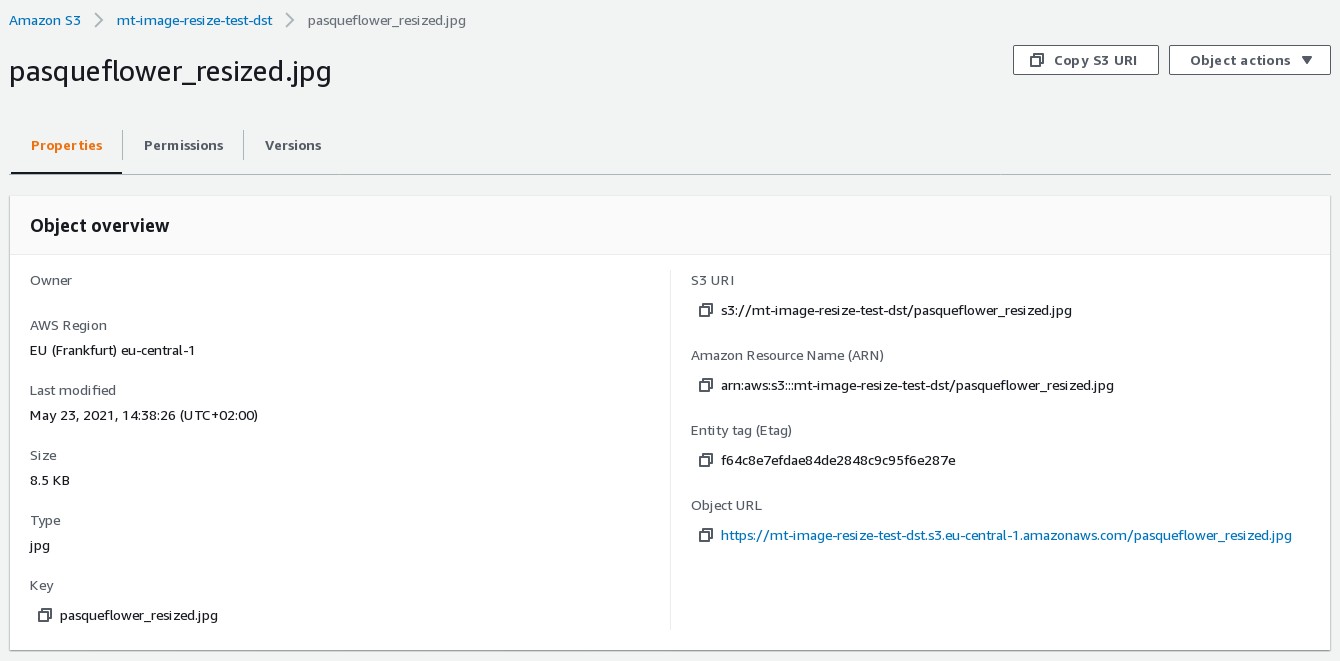 Amazon S3 > mt-image-resize-test-dst > pasqueflower_resized.jpg
pasqueflower_resized.jpg
Copy S3 URI
Object actions ▼
Properties
Permissions
Versions
Object overview
Owner
AWS Region
EU (Frankfurt) eu-central-1
Last modified
May 23, 2021, 14:38:26 (UTC+02:00)
Size
8.5 KB
Type
jpg
Key
pasqueflower_resized.jpg
S3 URI
s3://mt-image-resize-test-dst/pasqueflower_resized.jpg
Amazon Resource Name (ARN)
arn:aws:s3:::mt-image-resize-test-dst/pasqueflower_resized.jpg
Entity tag (Etag)
f64c8e7efdae84de2848c9c95f6e287e
Object URL
https://mt-image-resize-test-dst.s3.eu-central-1.amazonaws.com/pasqueflower_resized.jpg